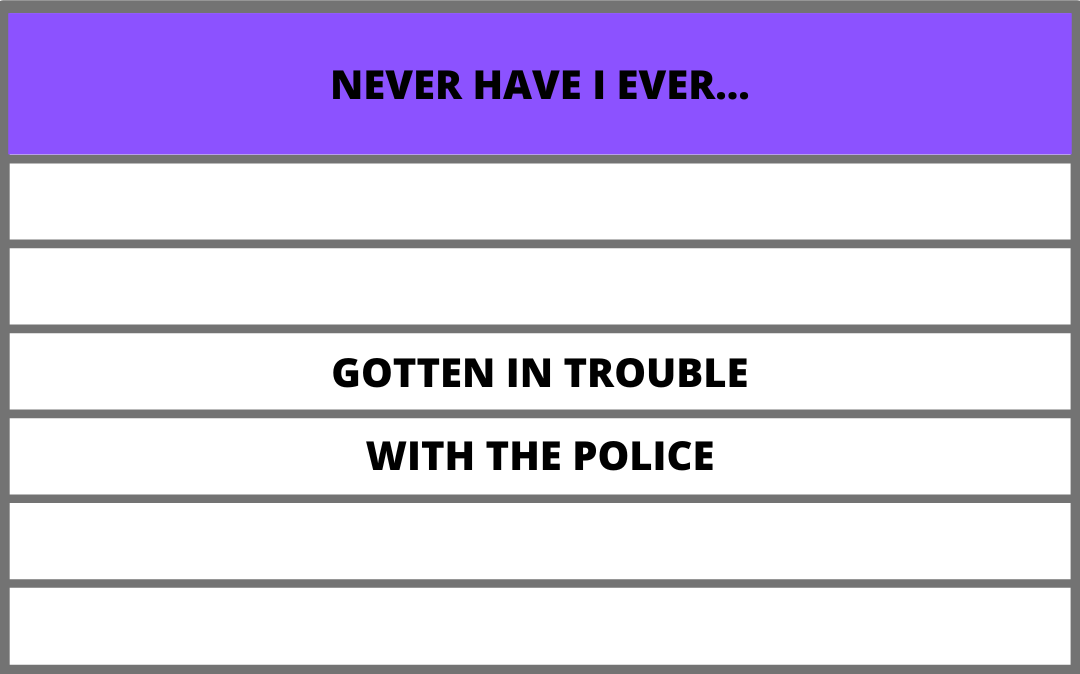 NEVER HAVE I EVER...
GOTTEN IN TROUBLE
WITH THE POLICE